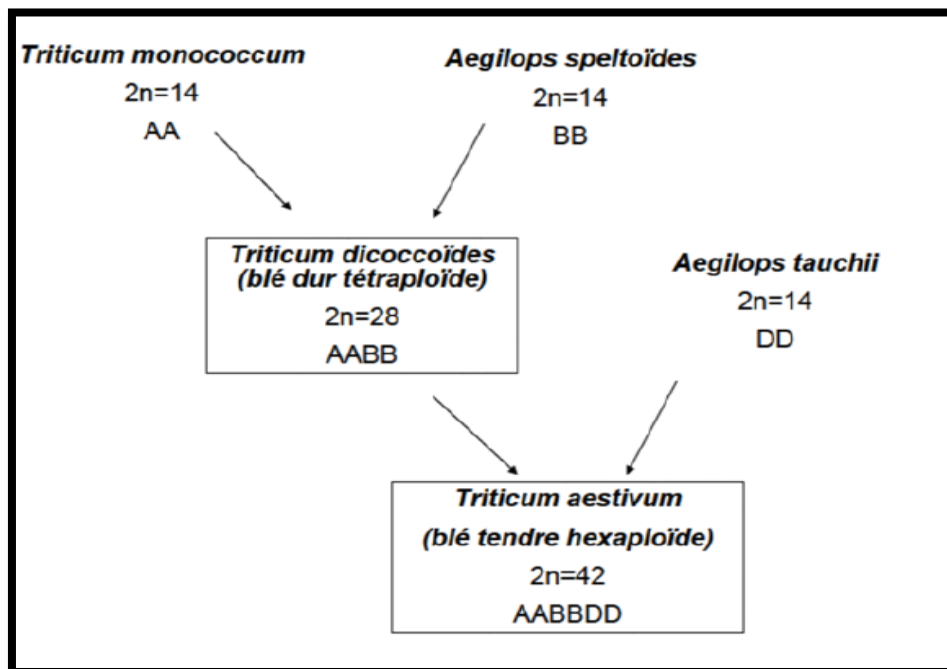 Triticum monococcum
2n=14
AA
Aegilops speltoïdes
2n=14
BB
Triticum dicoccoïdes
(blé dur tétraploïde)
2n=28
AABB
Aegilops tauchii
2n=14
DD
Triticum aestivum
(blé tendre hexaploïde)
2n=42
AABBDD